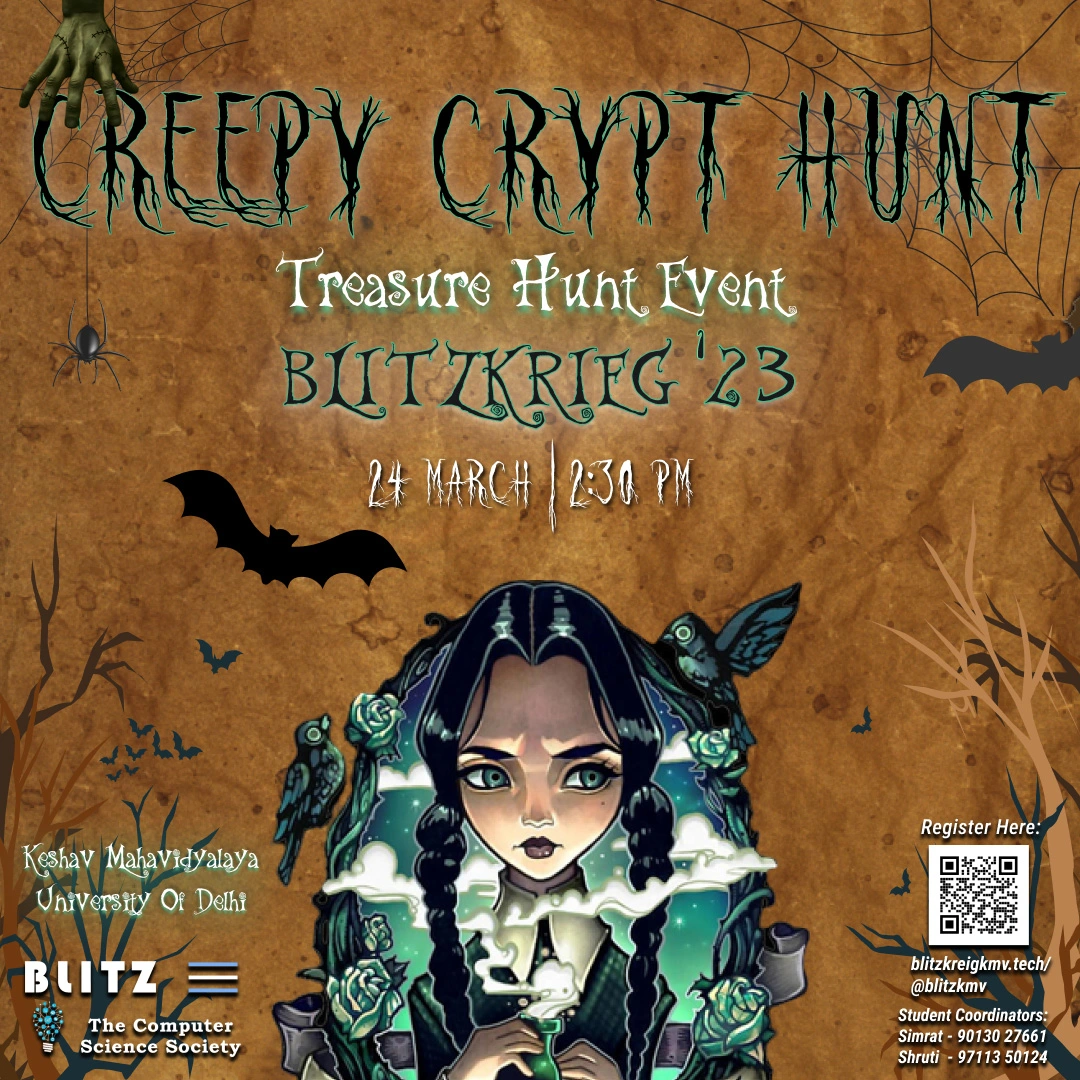 CREEPY CRYPT HUNT
Treasure Hunt Event
BLITZKRIEG '23
24 MARCH | 2:30 PM
Keshav Mahavidyalaya
University Of Delhi
BLITZ
The Computer
Science Society
Register Here:
blitzkreigkmv.tech/
@blitzkmv
Student Coordinators:
Simrat - 90130 27661
Shruti - 97113 50124